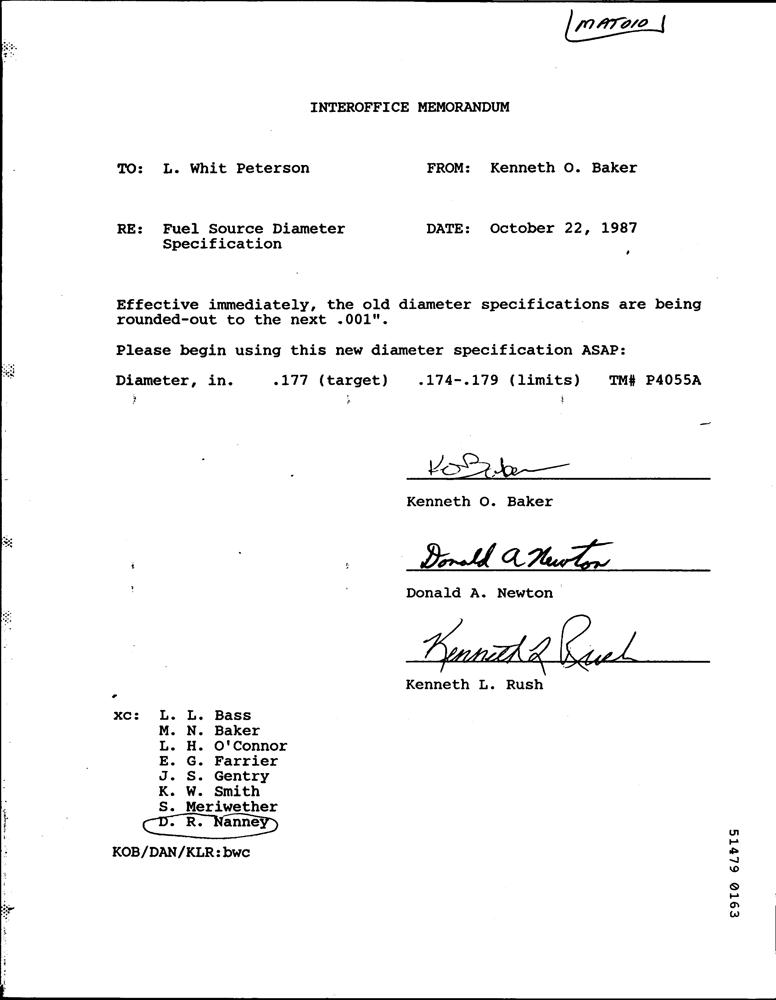 MAT010
INTEROFFICE MEMORANDUM
TO: L. Whit Peterson FROM: Kenneth O. Baker
RE: Fuel Source Diameter DATE: October 22, 1987
Specification
Effective immediately, the old diameter specifications are being
rounded-out to the next .001".
Please begin using this new diameter specification ASAP:
Diameter, in. .177 (target) .174-.179 (limits) TM# P4055A
KOBaker
Kenneth O. Baker
Donald A Newton
Donald A. Newton
Kenneth L Rush
Kenneth L. Rush
xc: L. L. Bass
M. N. Baker
L. H. O'Connor
E. G. Farrier
J. S. Gentry
K. W. Smith
S. Meriwether
D. R. Nanney
KOB/DAN/KLR:bwc
51479 0163